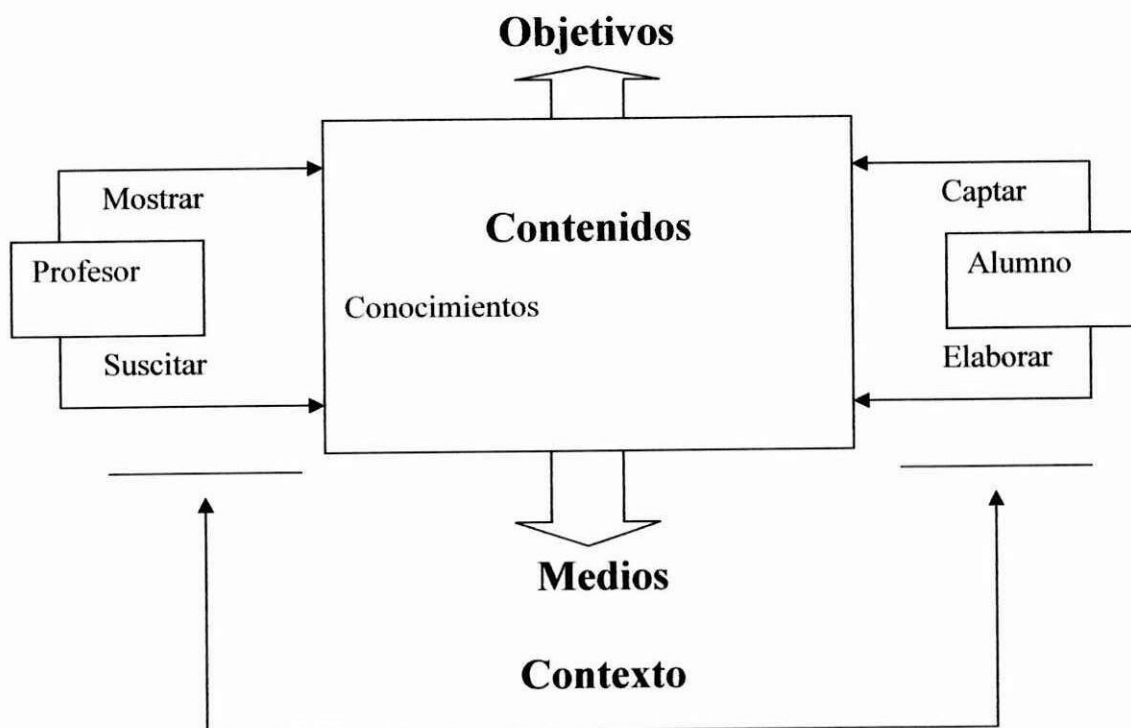 Objetivos
Mostrar
Captar
Contenidos
Profesor
Alumno
Conocimientos
Suscitar
Elaborar
Medios
Contexto